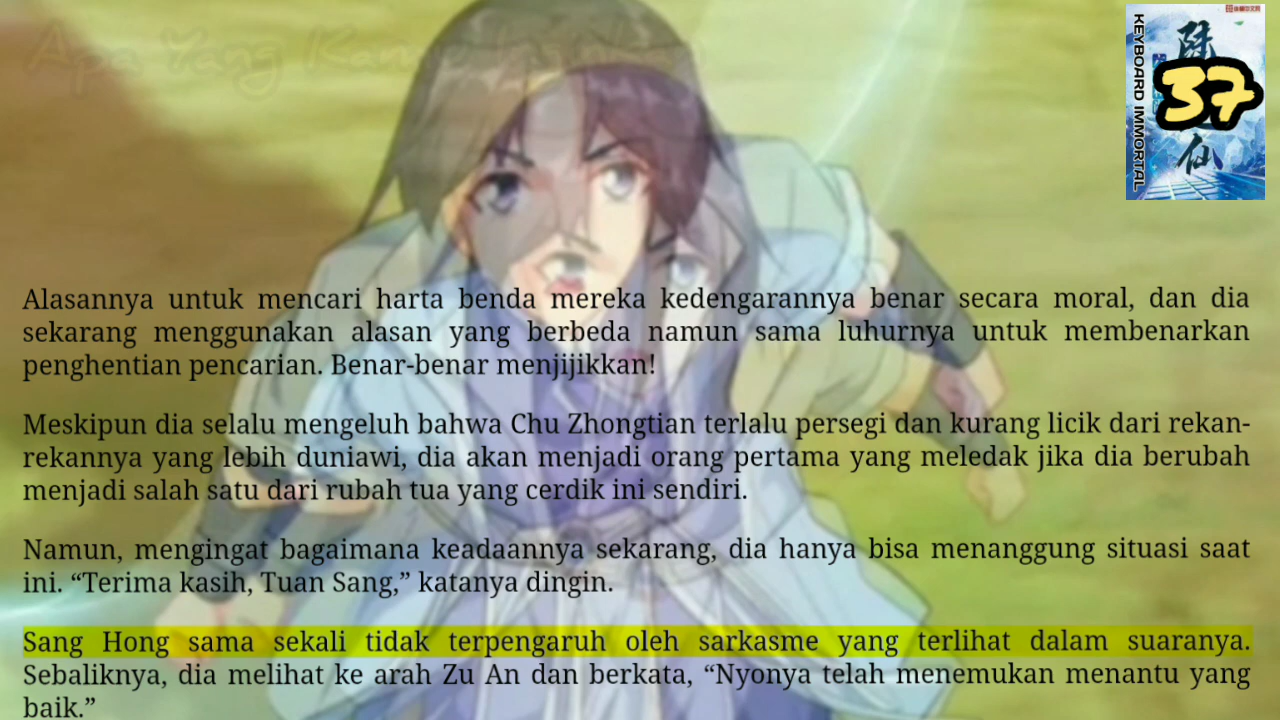 Apa Yang Kau
KEYBOARD IMMORTAL
陆
仙
37
Alasannya untuk mencari harta benda mereka kedengarannya benar secara moral, dan dia
sekarang menggunakan alasan yang berbeda namun sama luhurnya untuk membenarkan
penghentian pencarian. Benar-benar menjijikkan!
Meskipun dia selalu mengeluh bahwa Chu Zhongtian terlalu persegi dan kurang licik dari rekan-
rekannya yang lebih duniawi, dia akan menjadi orang pertama yang meledak jika dia berubah
menjadi salah satu dari rubah tua yang cerdik ini sendiri.
Namun, mengingat bagaimana keadaannya sekarang, dia hanya bisa menanggung situasi saat
ini. “Terima kasih, Tuan Sang,” katanya dingin.
Sang Hong sama sekali tidak terpengaruh oleh sarkasme yang terlihat dalam suaranya.
Sebaliknya, dia melihat ke arah Zu An dan berkata, “Nyonya telah menemukan menantu yang
baik.”